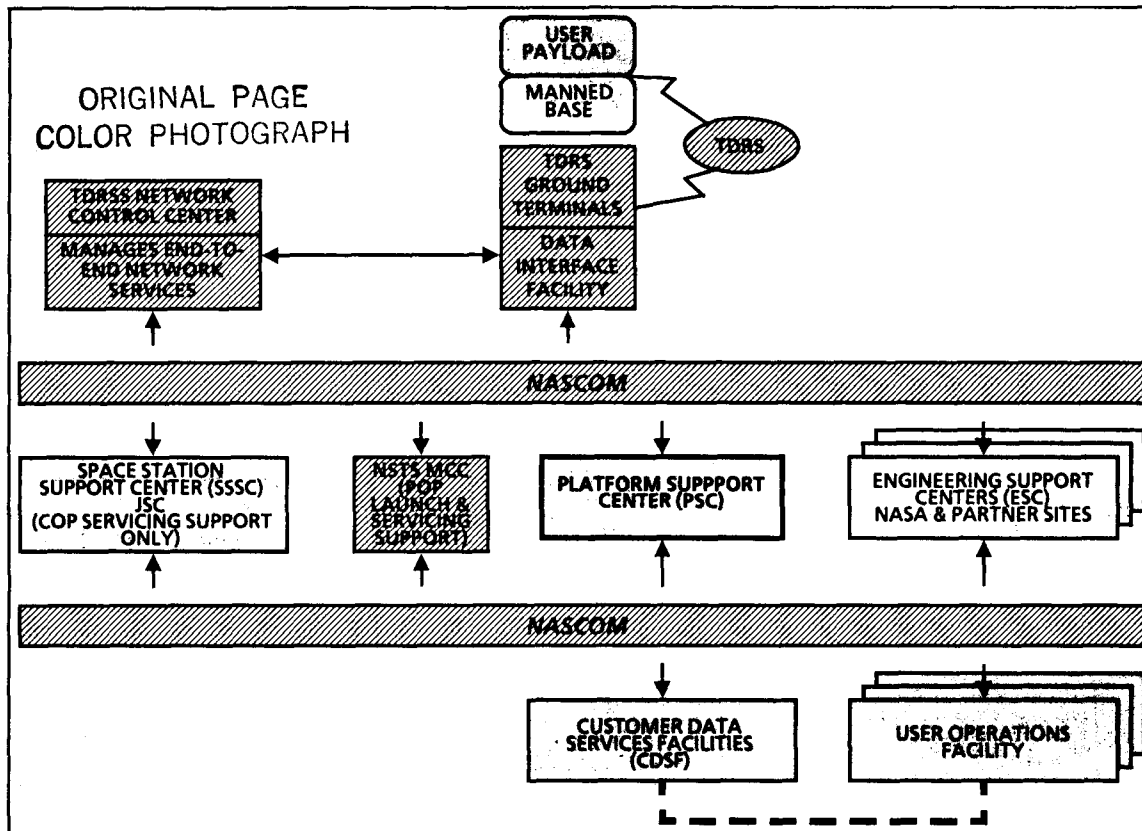 USER
PAYLOAD
MANNED
BASE
ORIGINAL PAGE
COLOR PHOTOGRAPH
TDRS
TDRS
GROUND
TERMINALS
DATA
INTERFACE
FACILITY
TDRSS NETWORK
CONTROL CENTER
MANAGES END-TO-
END NETWORK
SERVICES
NASCOM
SPACE STATION
SUPPORT CENTER (SSSC)
JSC
(COP SERVICING SUPPORT
ONLY)
NSTS MCC
(POP
LAUNCH &
SERVICING
SUPPORT)
PLATFORM SUPPPORT
CENTER (PSC)
ENGINEERING SUPPORT
CENTERS (ESC)
NASA & PARTNER SITES
NASCOM
CUSTOMER DATA
SERVICES FACILITIES
(CDSF)
USER OPERATIONS
FACILITY